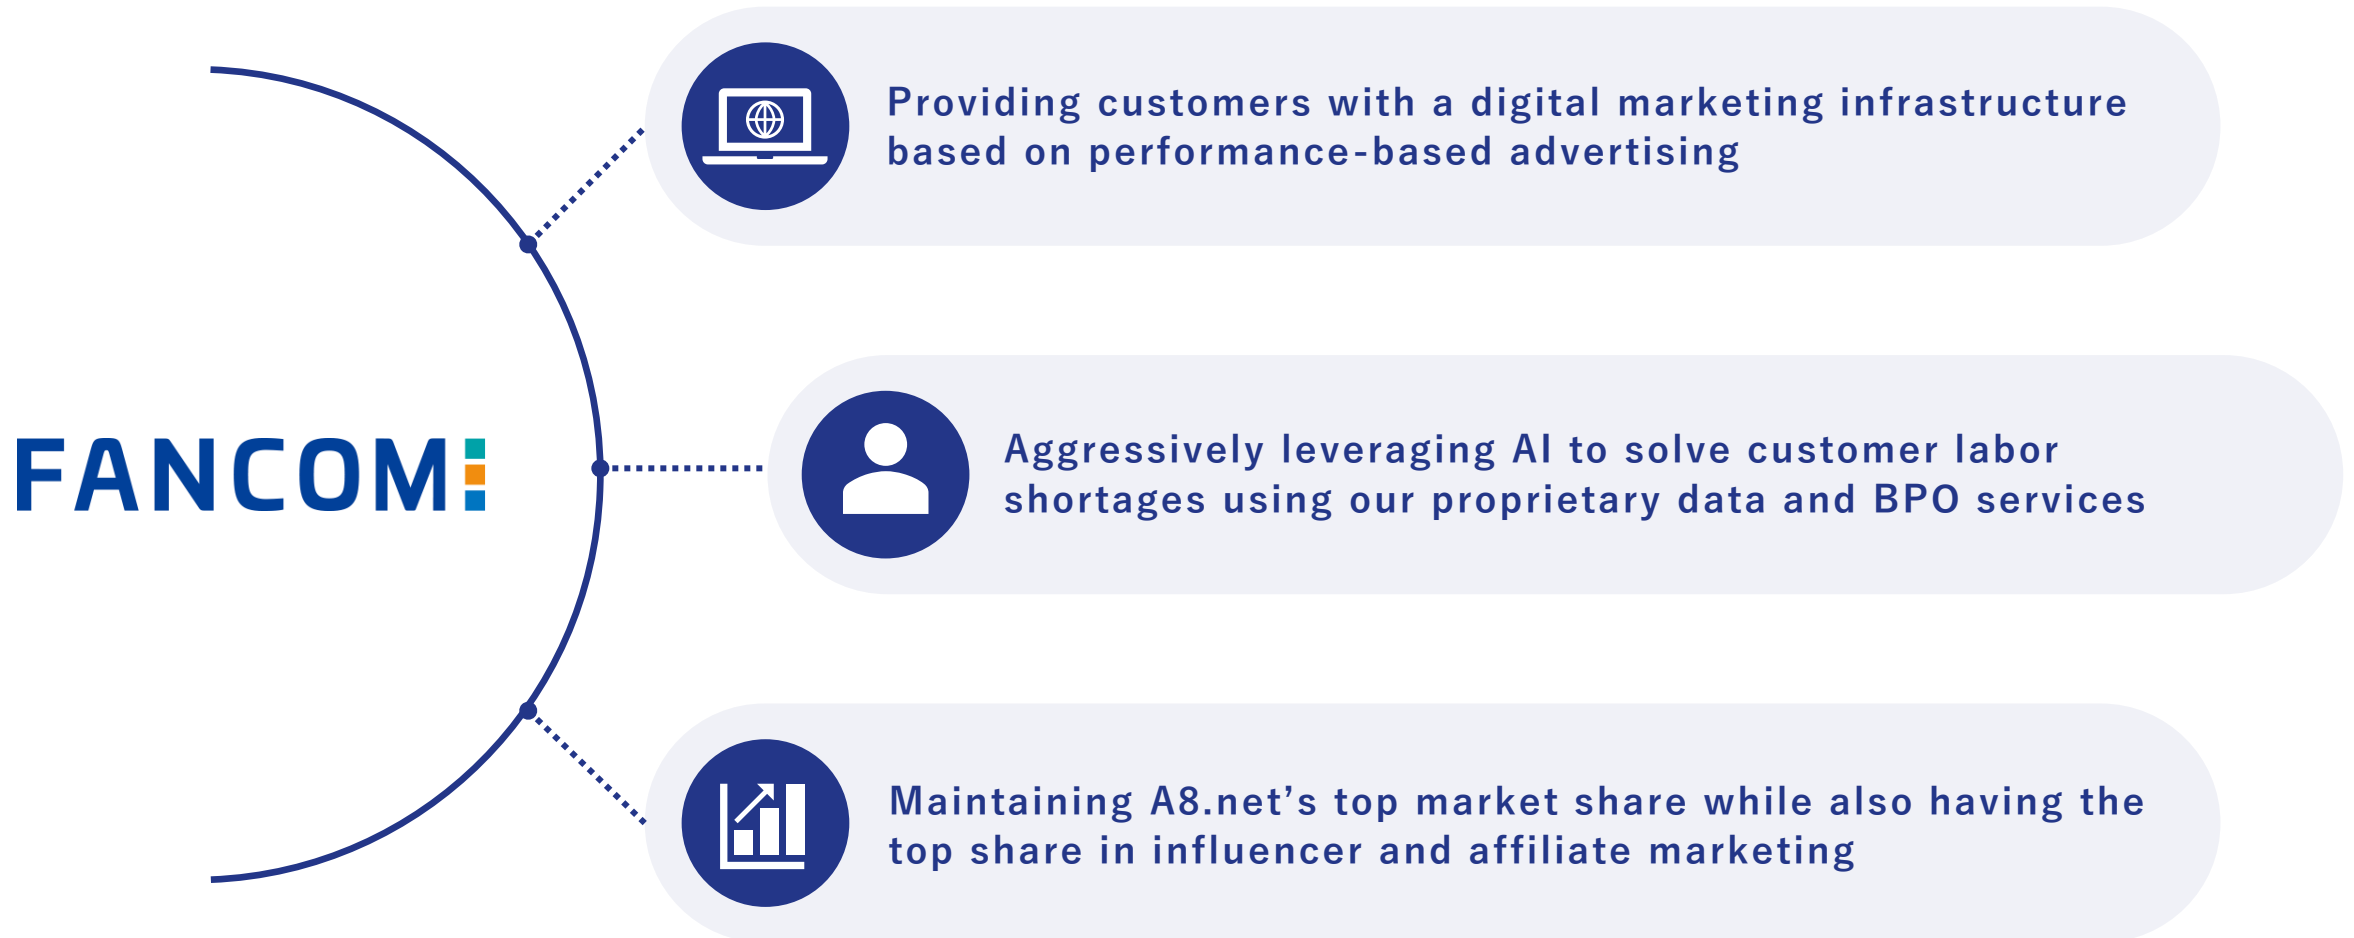 Providing customers with a digital marketing infrastructure
based on performance-based advertising
FANCOMI
Aggressively leveraging AI to solve customer labor
shortages using our proprietary data and BPO services
Maintaining A8.net’s top market share while also having the
top share in influencer and affiliate marketing